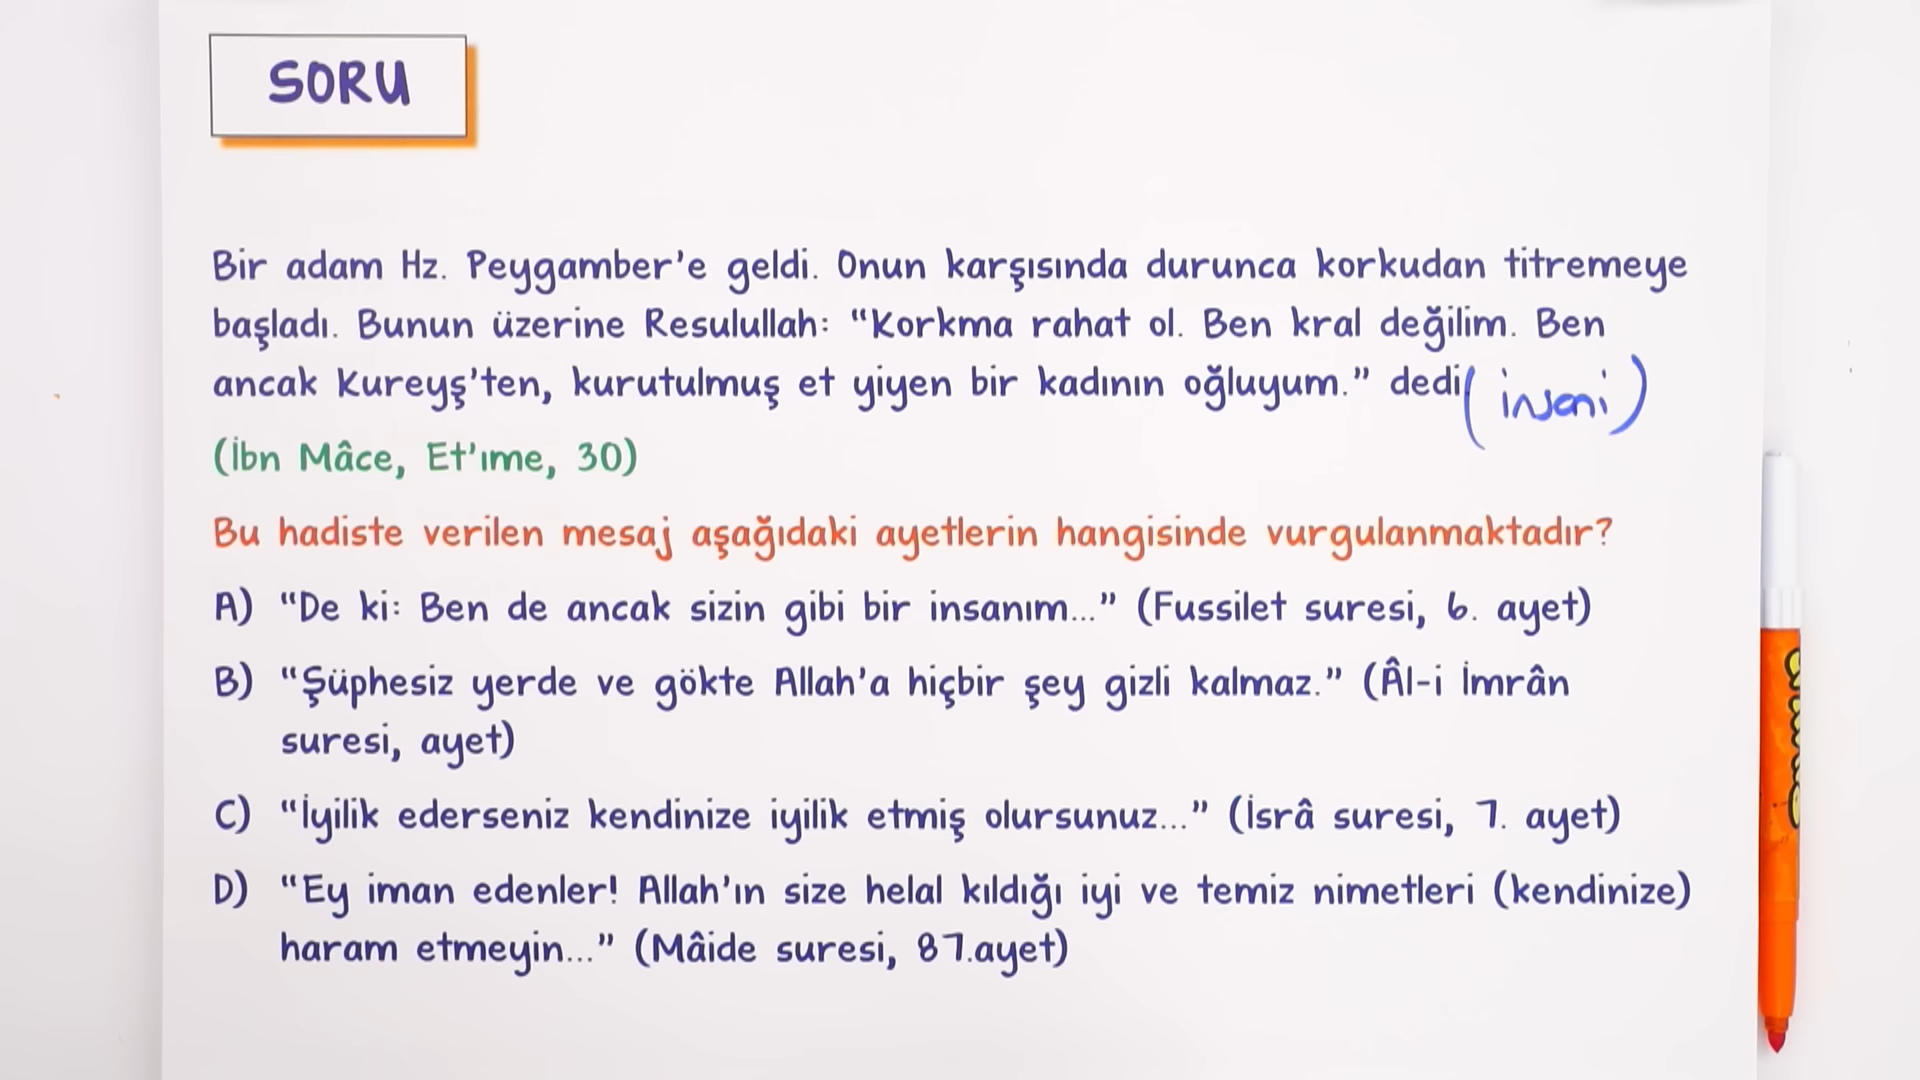 SORU
Bir adam Hz. Peygamber'e geldi. Onun karşısında durunca korkudan titremeye
başladı. Bunun üzerine Resulullah: “Korkma rahat ol. Ben kral değilim. Ben
ancak Kureyş'ten, kurutulmuş et yiyen bir kadının oğluyum.” dedi (insani)
(İbn Mâce, Et'ıme, 30)
Bu hadiste verilen mesaj aşağıdaki ayetlerin hangisinde vurgulanmaktadır?
A) “De ki: Ben de ancak sizin gibi bir insanım...” (Fussilet suresi, 6. ayet)
B) “Şüphesiz yerde ve gökte Allah'a hiçbir şey gizli kalmaz.” (Âl-i İmrân
suresi, ayet)
C) “İyilik ederseniz kendinize iyilik etmiş olursunuz...” (İsrâ suresi, 7. ayet)
D) “Ey iman edenler! Allah'ın size helal kıldığı iyi ve temiz nimetleri (kendinize)
haram etmeyin...” (Mâide suresi, 87.ayet)